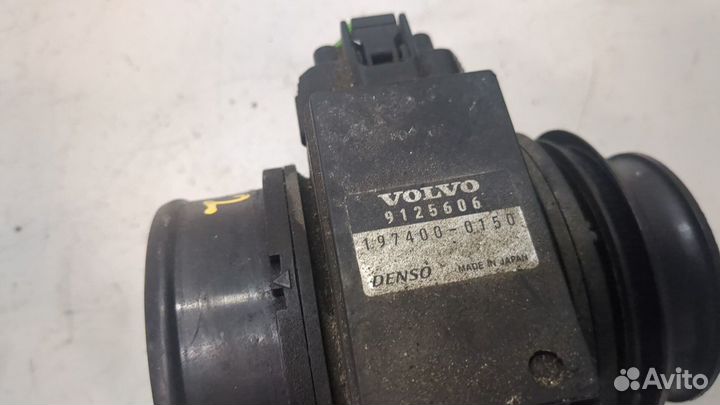 VOLVO
9125606
197400-0150
DENSO MADE IN JAPAN
Avito